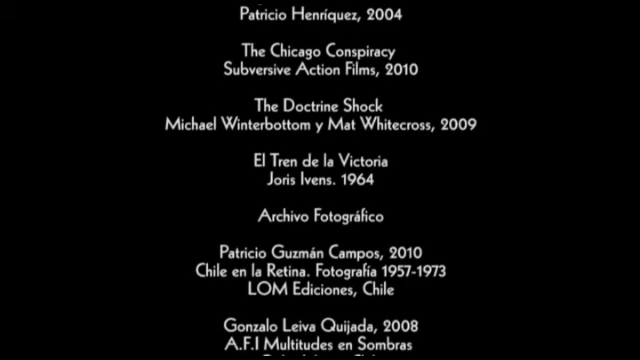 Patricio Henríquez, 2004
The Chicago Conspiracy
Subversive Action Films, 2010
The Doctrine Shock
Michael Winterbottom y Mat Whitecross, 2009
El Tren de la Victoria
Joris Ivens. 1964
Archivo Fotográfico
Patricio Guzmán Campos, 2010
Chile en la Retina. Fotografía 1957-1973
LOM Ediciones, Chile
Gonzalo Leiva Quijada, 2008
A.F.I Multitudes en Sombras